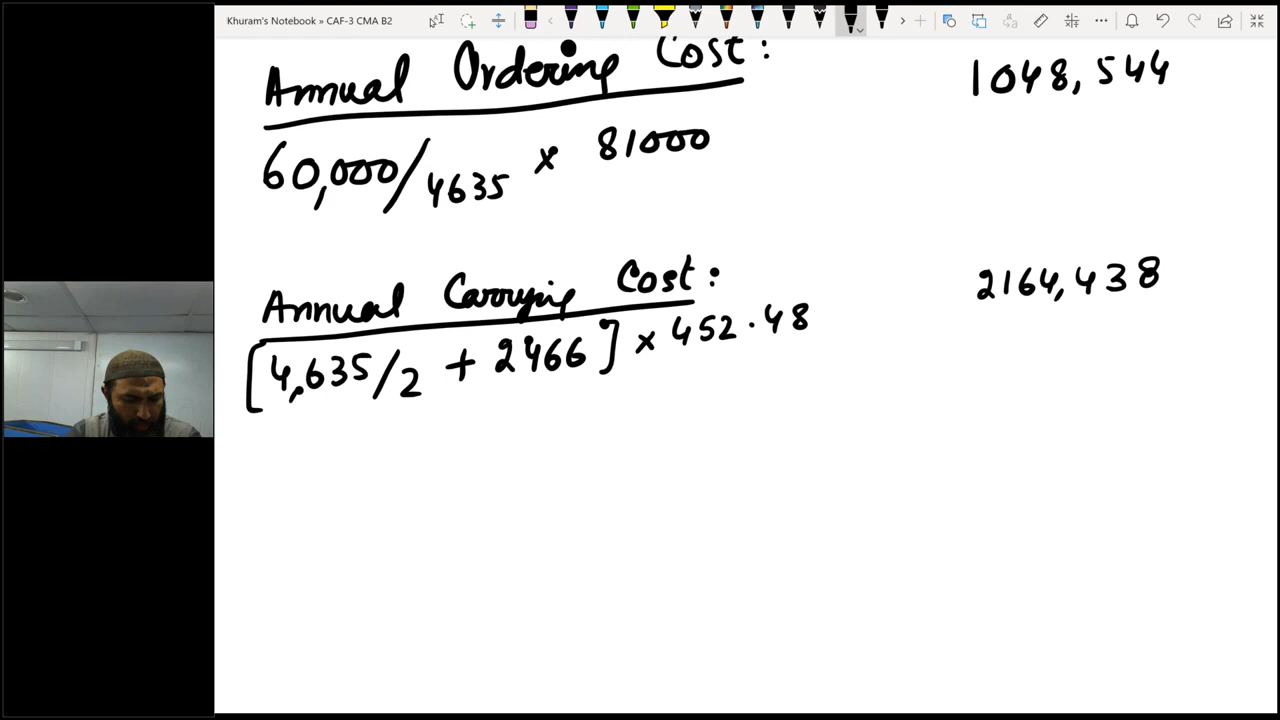 Khuram's Notebook » CAF-3 CMA B2
Annual Ordering Cost:
1048,544
60,000/4635 × 81000
Annual Carrying Cost:
2164,438
[4,635/2 + 2466] × 452.48